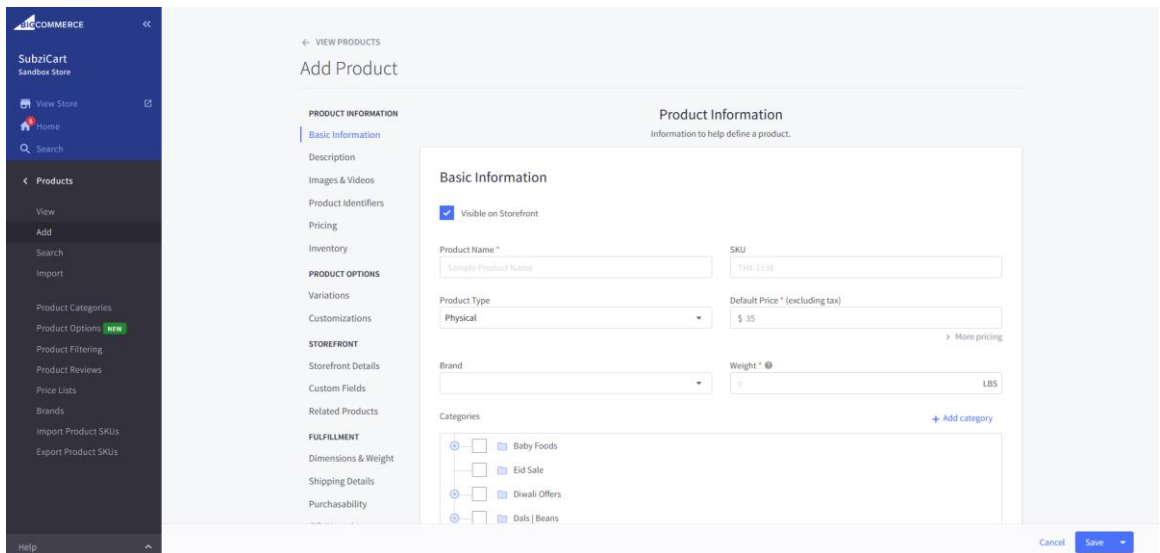 BIGCOMMERCE
«
SubziCart
Sandbox Store
View Store
5
Home
Search
Products
View
Add
Search
Import
Product Categories
Product Options NEW
Product Filtering
Product Reviews
Price Lists
Brands
Import Product SKUs
Export Product SKUs
Help
← VIEW PRODUCTS
Add Product
PRODUCT INFORMATION
Basic Information
Description
Images & Videos
Product Identifiers
Pricing
Inventory
PRODUCT OPTIONS
Variations
Customizations
STOREFRONT
Storefront Details
Custom Fields
Related Products
FULFILLMENT
Dimensions & Weight
Shipping Details
Purchasability
Product Information
Information to help define a product.
Basic Information
Visible on Storefront
Product Name * SKU
Sample Product Name THX-1138
Product Type Default Price * (excluding tax)
Physical $ 35
> More pricing
Brand Weight *
0 LBS
Categories + Add category
Baby Foods
Eid Sale
Diwali Offers
Dals | Beans
Cancel Save